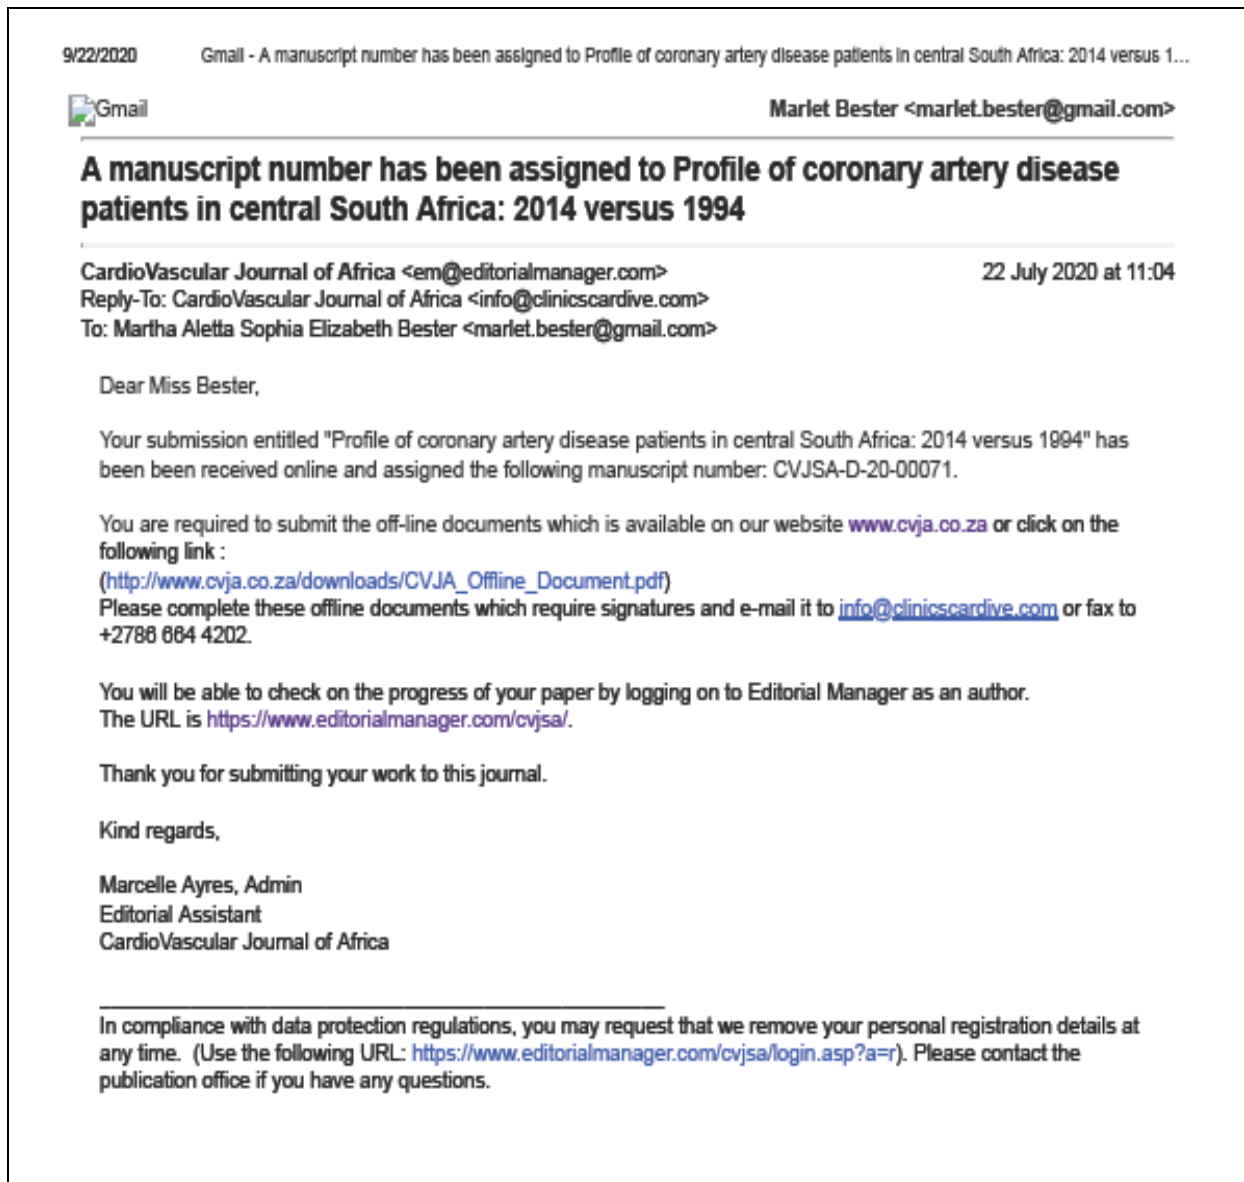 9/22/2020 Gmail - A manuscript number has been assigned to Profile of coronary artery disease patients in central South Africa: 2014 versus 1...
Gmail Marlet Bester <marlet.bester@gmail.com>
A manuscript number has been assigned to Profile of coronary artery disease
patients in central South Africa: 2014 versus 1994
CardioVascular Journal of Africa <em@editorialmanager.com> 22 July 2020 at 11:04
Reply-To: CardioVascular Journal of Africa <info@clinicscardive.com>
To: Martha Aletta Sophia Elizabeth Bester <marlet.bester@gmail.com>
Dear Miss Bester,
Your submission entitled "Profile of coronary artery disease patients in central South Africa: 2014 versus 1994" has
been been received online and assigned the following manuscript number: CVJSA-D-20-00071.
You are required to submit the off-line documents which is available on our website www.cvja.co.za or click on the
following link :
(http://www.cvja.co.za/downloads/CVJA_Offline_Document.pdf)
Please complete these offline documents which require signatures and e-mail it to info@clinicscardive.com or fax to
+2786 664 4202.
You will be able to check on the progress of your paper by logging on to Editorial Manager as an author.
The URL is https://www.editorialmanager.com/cvjsa/.
Thank you for submitting your work to this journal.
Kind regards,
Marcelle Ayres, Admin
Editorial Assistant
CardioVascular Journal of Africa
In compliance with data protection regulations, you may request that we remove your personal registration details at
any time. (Use the following URL: https://www.editorialmanager.com/cvjsa/login.asp?a=r). Please contact the
publication office if you have any questions.